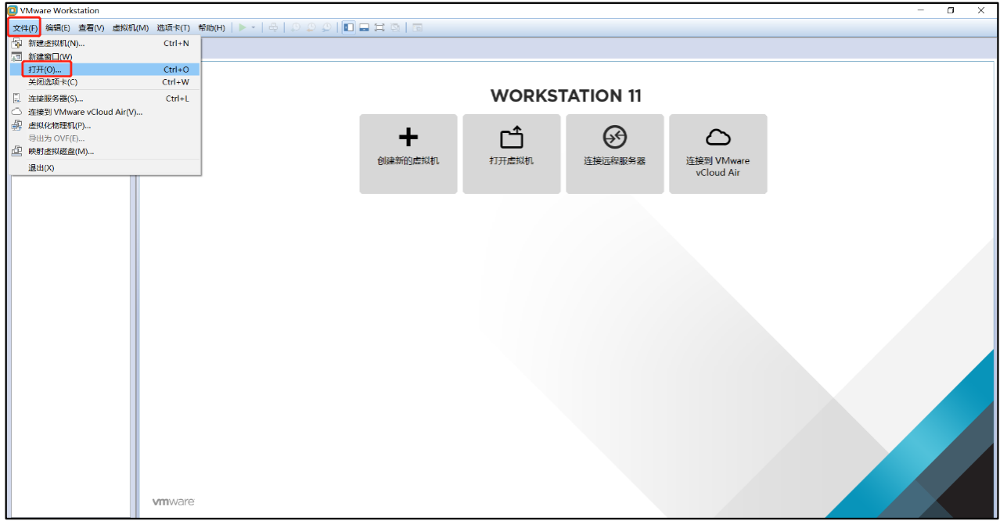 VMware Workstation
文件(F) 编辑(E) 查看(V) 虚拟机(M) 选项卡(T) 帮助(H)
新建虚拟机(N)... Ctrl+N
新建窗口(W)
打开(O)... Ctrl+O
关闭选项卡(C) Ctrl+W
连接服务器(S)... Ctrl+L
连接到 VMware vCloud Air(V)...
虚拟化物理机(P)...
导出为 OVF(E)...
映射虚拟磁盘(M)...
退出(X)
WORKSTATION 11
创建新的虚拟机
打开虚拟机
连接远程服务器
连接到 VMware
vCloud Air
vmware